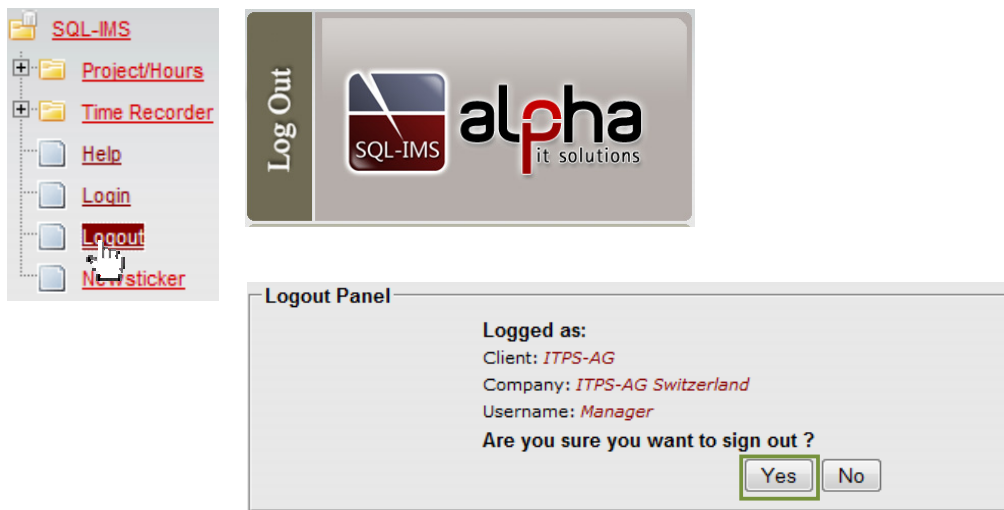 SQL-IMS
Project/Hours
Time Recorder
Help
Login
Logout
Newsticker
Log Out
SQL-IMS
alpha
it solutions
Logout Panel
Logged as:
Client: ITPS-AG
Company: ITPS-AG Switzerland
Username: Manager
Are you sure you want to sign out ?
Yes No